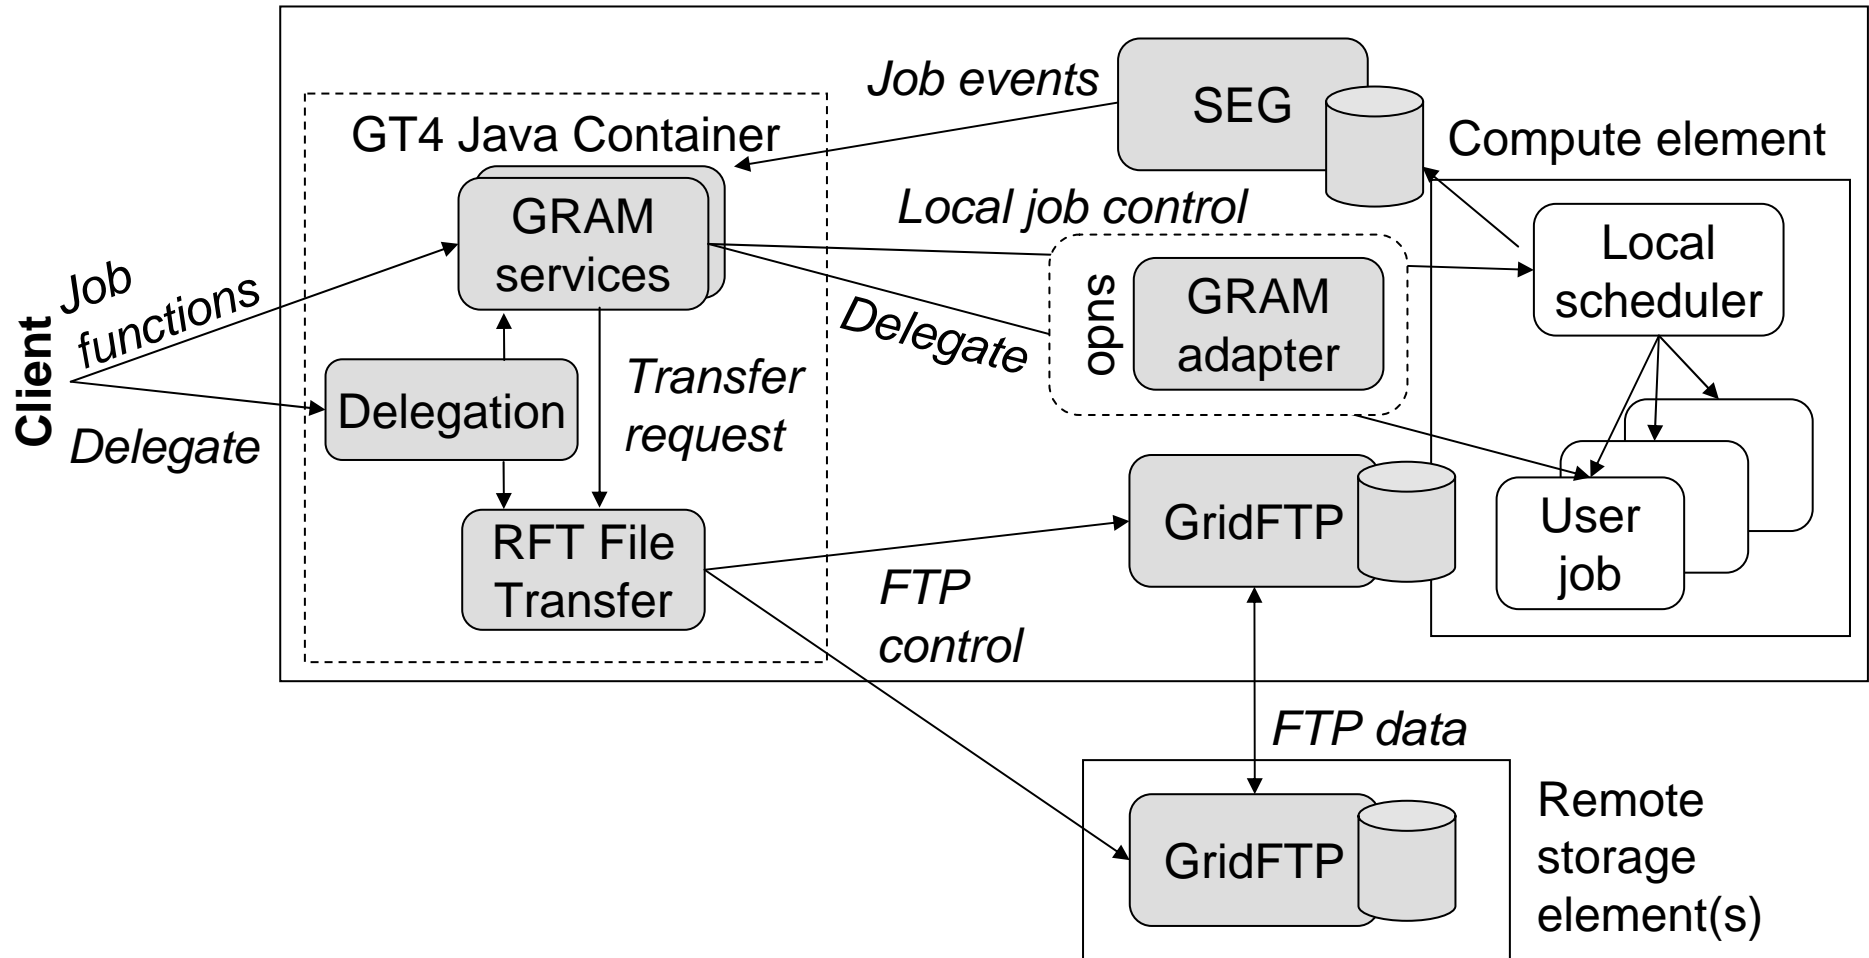 Job events
SEG
GT4 Java Container
Compute element
GRAM
services
Local job control
Local
scheduler
Job
functions
sudo
GRAM
adapter
Delegate
Client
Delegation
Transfer
request
Delegate
GridFTP
User
job
RFT File
Transfer
FTP
control
FTP data
GridFTP
Remote
storage
element(s)